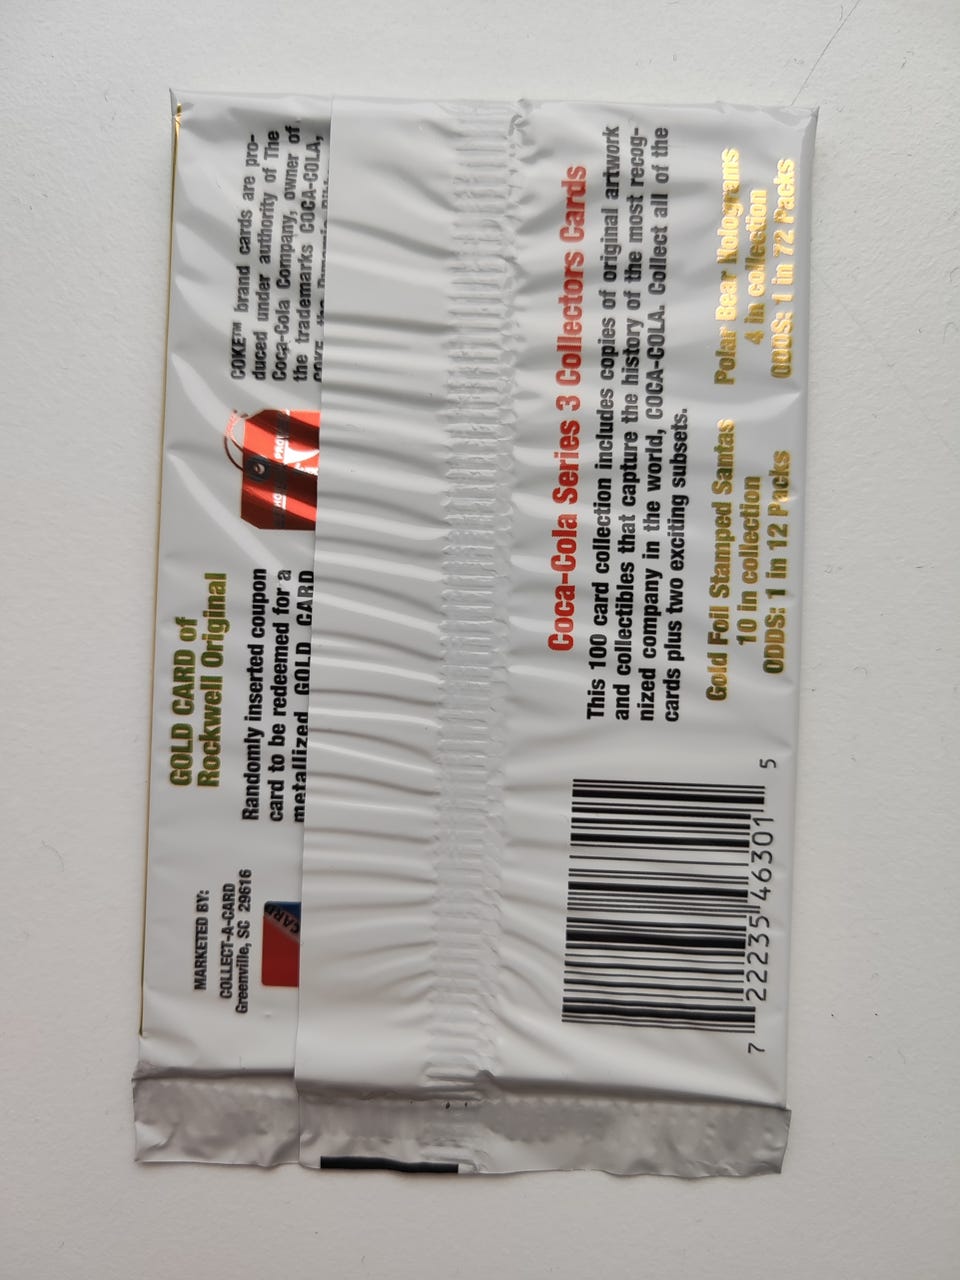 GOLD CARD of
Rockwell Original
Randomly inserted coupon
card to be redeemed for a
metallized GOLD CARD
COKE™ brand cards are pro-
duced under authority of The
Coca-Cola Company, owner of
the trademarks COCA-COLA,
MARKETED BY:
COLLECT-A-CARD
Greenville, SC 29616
CARD
Coca-Cola Series 3 Collectors Cards
This 100 card collection includes copies of original artwork
and collectibles that capture the history of the most recog-
nized company in the world, COCA-COLA. Collect all of the
cards plus two exciting subsets.
Gold Foil Stamped Santas
10 in collection
ODDS: 1 in 12 Packs
Polar Bear Holograms
4 in collection
ODDS: 1 in 72 Packs
7 22235 46301 5